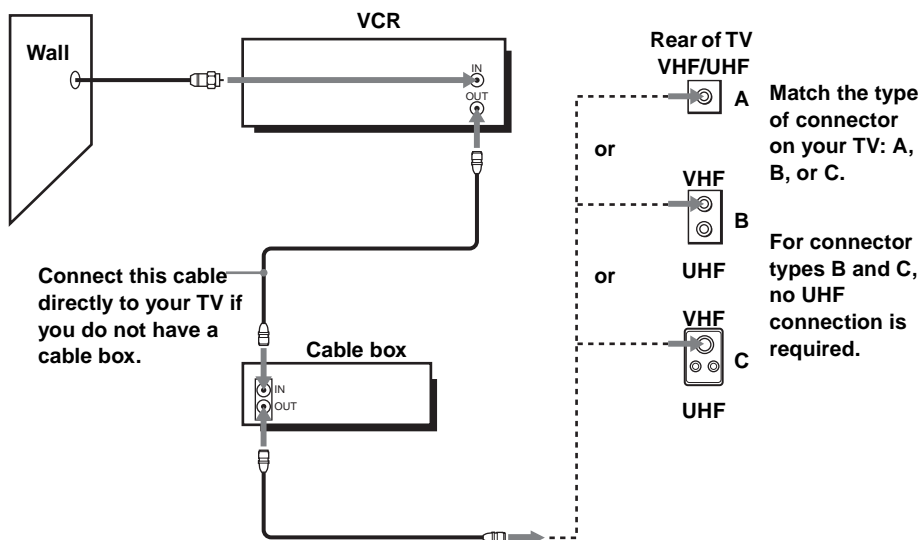 VCR
Wall
IN
OUT
Rear of TV
VHF/UHF
A
Match the type
of connector
on your TV: A,
B, or C.
or
VHF
B
UHF
For connector
types B and C,
no UHF
connection is
required.
or
VHF
C
UHF
Connect this cable
directly to your TV if
you do not have a
cable box.
Cable box
IN
OUT